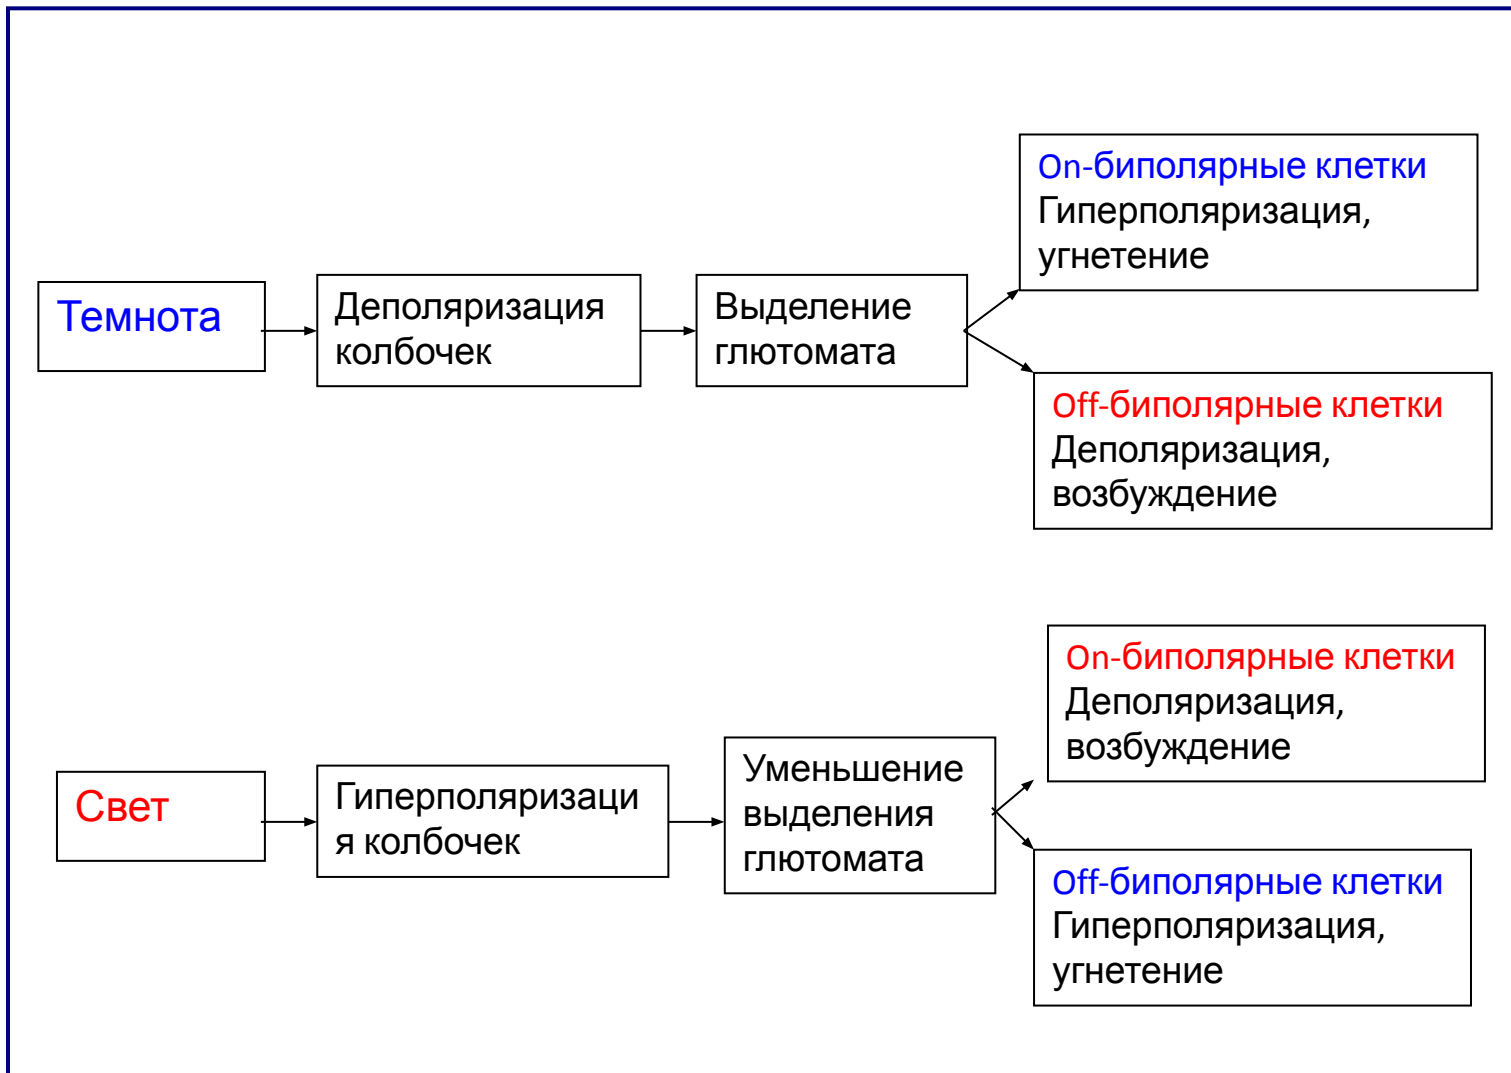 Темнота
Деполяризация
колбочек
Выделение
глютомата
On-биполярные клетки
Гиперполяризация,
угнетение
Off-биполярные клетки
Деполяризация,
возбуждение
Свет
Гиперполяризаци
я колбочек
Уменьшение
выделения
глютомата
On-биполярные клетки
Деполяризация,
возбуждение
Off-биполярные клетки
Гиперполяризация,
угнетение